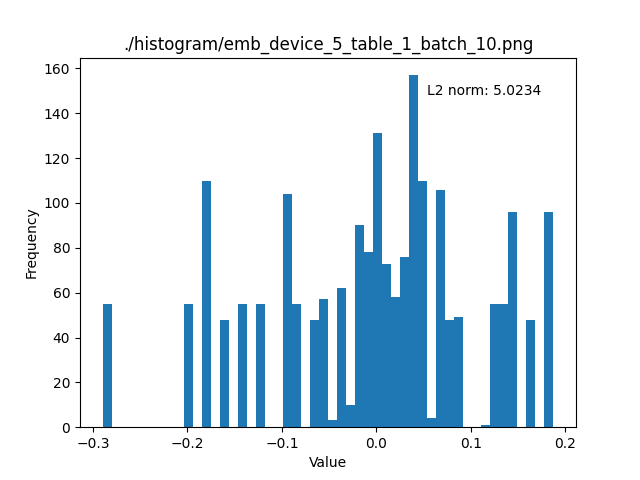 ./histogram/emb_device_5_table_1_batch_10.png
160
L2 norm: 5.0234
140
120
100
80
60
40
20
0
Frequency
−0.3 −0.2 −0.1 0.0 0.1 0.2
Value